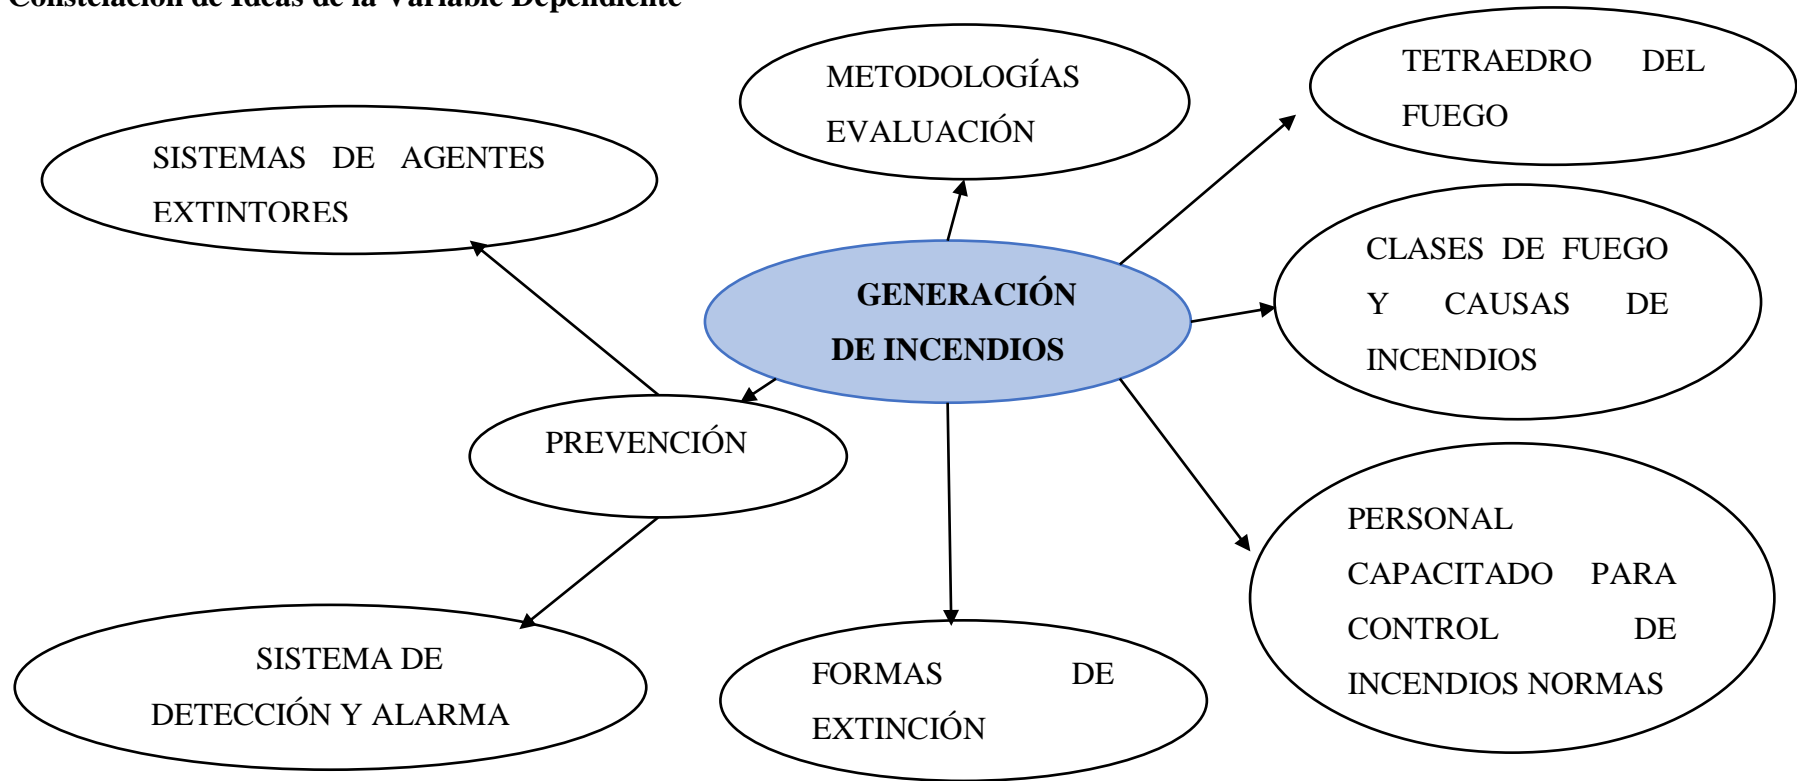 Constelación de Ideas de la Variable Dependiente
METODOLOGÍAS
EVALUACIÓN
TETRAEDRO DEL
FUEGO
SISTEMAS DE AGENTES
EXTINTORES
CLASES DE FUEGO
Y CAUSAS DE
INCENDIOS
GENERACIÓN
DE INCENDIOS
PREVENCIÓN
PERSONAL
CAPACITADO PARA
CONTROL DE
INCENDIOS NORMAS
SISTEMA DE
DETECCIÓN Y ALARMA
FORMAS DE
EXTINCIÓN